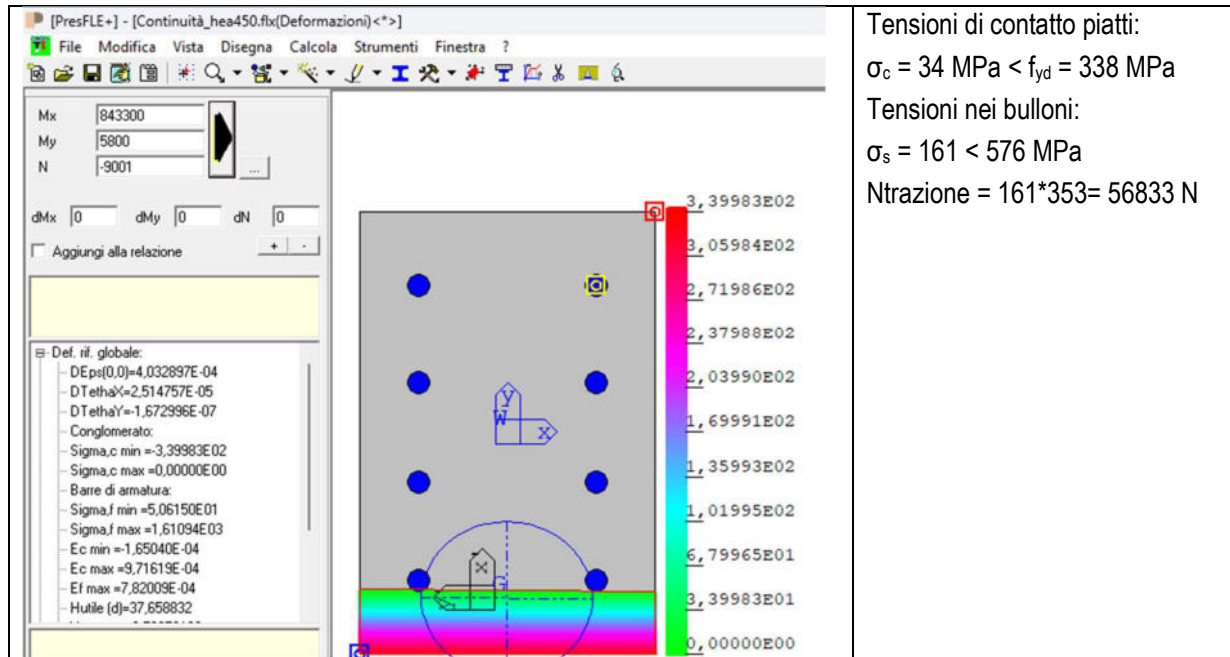 [PresFLE+] - [Continuità_hea450.flx(Deformazioni)<*>]
File Modifica Vista Disegna Calcola Strumenti Finestra ?
Mx 843300
My 5800
N -9001
...
dMx 0 dMy 0 dN 0
Aggiungi alla relazione + -
Def. rif. globale:
DEps(0,0)=4,032897E-04
DTethaX=2,514757E-05
DTethaY=-1,672996E-07
Conglomerato:
Sigma,c min =-3,39983E02
Sigma,c max =0,00000E00
Barre di armatura:
Sigma,f min =5,06150E01
Sigma,f max =1,61094E03
Ec min =-1,65040E-04
Ec max =9,71619E-04
Ef max =7,82009E-04
Hutile (d)=37,658832
y
W
x
x
G
3,39983E02
3,05984E02
2,71986E02
2,37988E02
2,03990E02
1,69991E02
1,35993E02
1,01995E02
6,79965E01
3,39983E01
0,00000E00
Tensioni di contatto piatti:
σc = 34 MPa < fyd = 338 MPa
Tensioni nei bulloni:
σs = 161 < 576 MPa
Ntrazione = 161*353= 56833 N